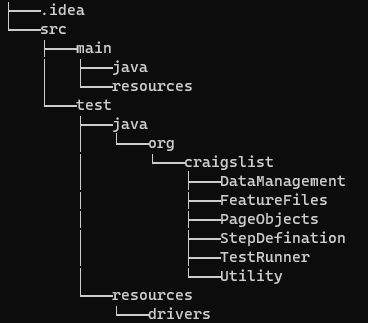 .idea
src
main
java
resources
test
java
org
craigslist
DataManagement
FeatureFiles
PageObjects
StepDefination
TestRunner
Utility
resources
drivers